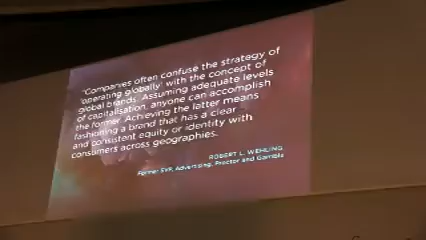 "Companies often confuse the strategy of
'operating globally' with the concept of
global brands. Assuming adequate levels
of capitalisation, anyone can accomplish
the former. Achieving the latter means
fashioning a brand that has a clear
and consistent equity or identity with
consumers across geographies.
ROBERT L. WEHLING
Former SVP, Advertising, Proctor and Gamble